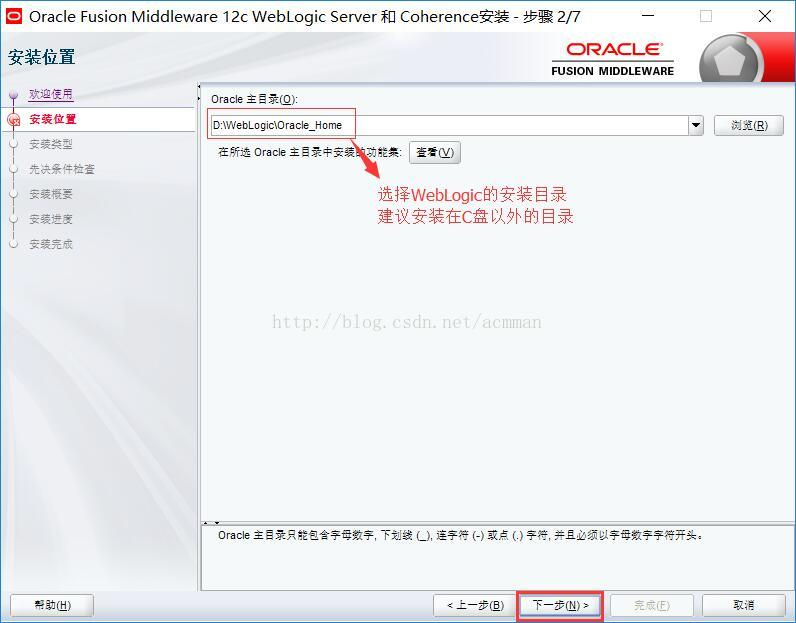 Oracle Fusion Middleware 12c WebLogic Server 和 Coherence安装 - 步骤 2/7
安装位置
ORACLE
FUSION MIDDLEWARE
欢迎使用
安装位置
安装类型
先决条件检查
安装概要
安装进度
安装完成
Oracle 主目录(O):
D:\WebLogic\Oracle_Home
浏览(R)
在所选 Oracle 主目录中安装的功能集: 查看(V)
选择WebLogic的安装目录
建议安装在C盘以外的目录
http://blog.csdn.net/acmman
Oracle 主目录只能包含字母数字, 下划线 (_), 连字符 (-) 或点 (.) 字符, 并且必须以字母数字字符开头。
帮助(H) < 上一步(B) 下一步(N) > 完成(F) 取消